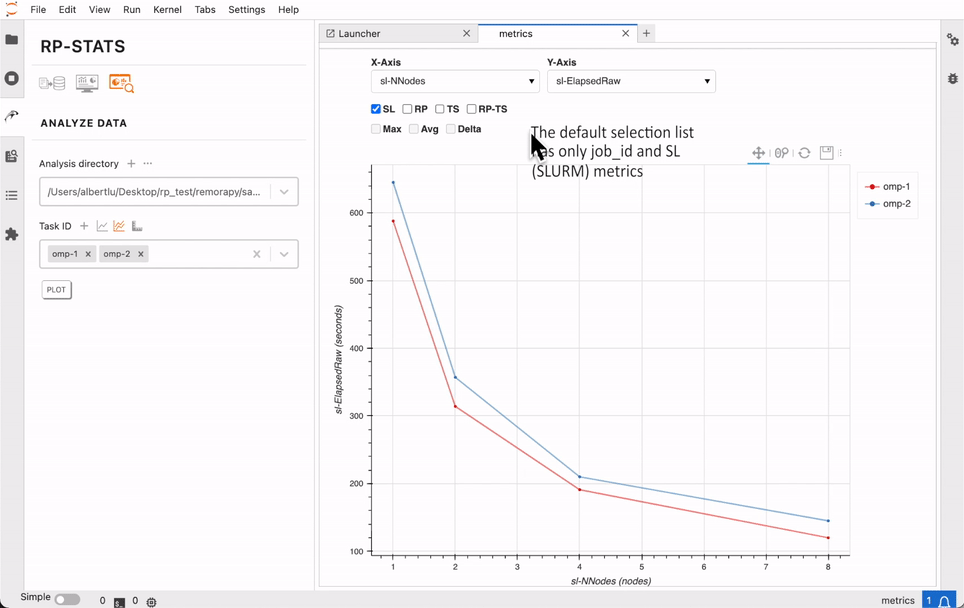 File Edit View Run Kernel Tabs Settings Help
RP-STATS
ANALYZE DATA
Analysis directory + ···
/Users/albertlu/Desktop/rp_test/remorapy/sa...
Task ID +
omp-1 × omp-2 ×
PLOT
Launcher × metrics × +
X-Axis Y-Axis
sl-NNodes sl-ElapsedRaw
SL RP TS RP-TS
Max Avg Delta
The default selection list
as only job_id and SL
(SLURM) metrics
omp-1
omp-2
sl-ElapsedRaw (seconds)
600
500
400
300
200
100
1 2 3 4 5 6 7 8
sl-NNodes (nodes)
Simple 0 0 metrics 1